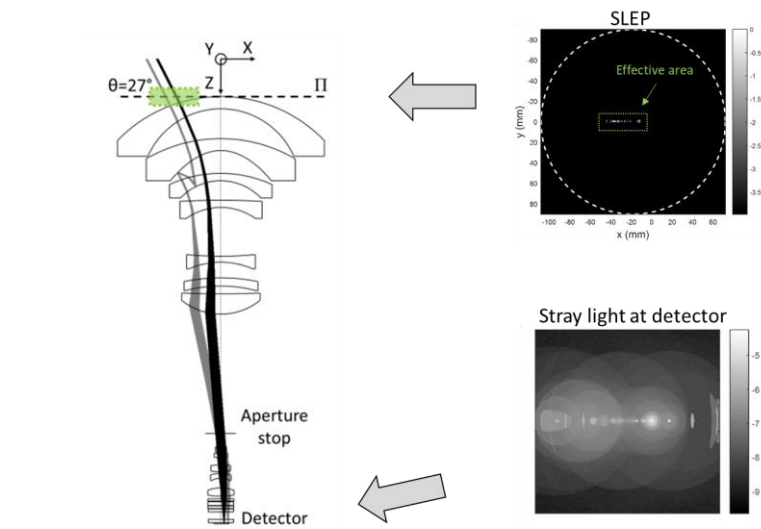 Y X
Z
θ=27°
Π
Aperture
stop
Detector
SLEP
Effective area
y (mm)
-80
-60
-40
-20
0
20
40
60
80
-100 -80 -60 -40 -20 0 20 40 60
x (mm)
0
-0.5
-1
-1.5
-2
-2.5
-3
-3.5
Stray light at detector
-5
-6
-7
-8
-9